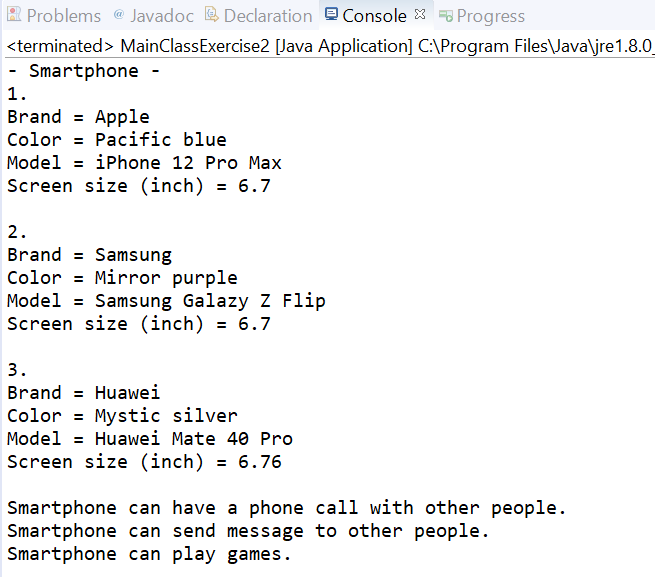 Problems @ Javadoc Declaration Console Progress
<terminated> MainClassExercise2 [Java Application] C:\Program Files\Java\jre1.8.0_
- Smartphone -
1.
Brand = Apple
Color = Pacific blue
Model = iPhone 12 Pro Max
Screen size (inch) = 6.7
2.
Brand = Samsung
Color = Mirror purple
Model = Samsung Galazy Z Flip
Screen size (inch) = 6.7
3.
Brand = Huawei
Color = Mystic silver
Model = Huawei Mate 40 Pro
Screen size (inch) = 6.76
Smartphone can have a phone call with other people.
Smartphone can send message to other people.
Smartphone can play games.